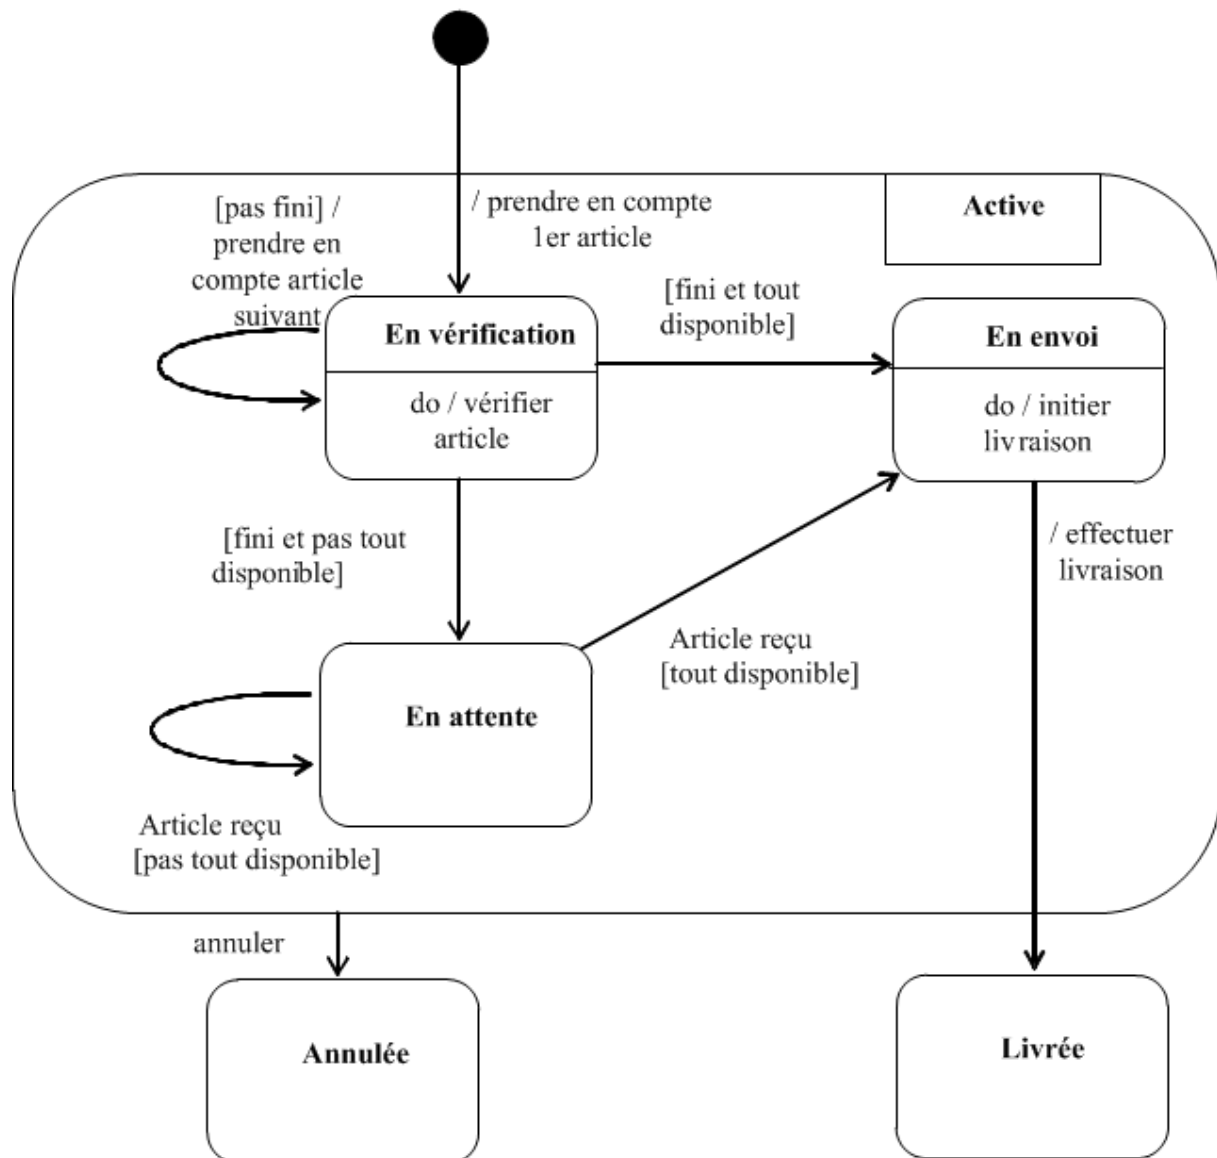 [pas fini] /
prendre en
compte article
suivant
/ prendre en compte
1er article
Active
[fini et tout
disponible]
En vérification
do / vérifier
article
En envoi
do / initier
livraison
[fini et pas tout
disponible]
/ effectuer
livraison
Article reçu
[tout disponible]
En attente
Article reçu
[pas tout disponible]
annuler
Annulée
Livrée